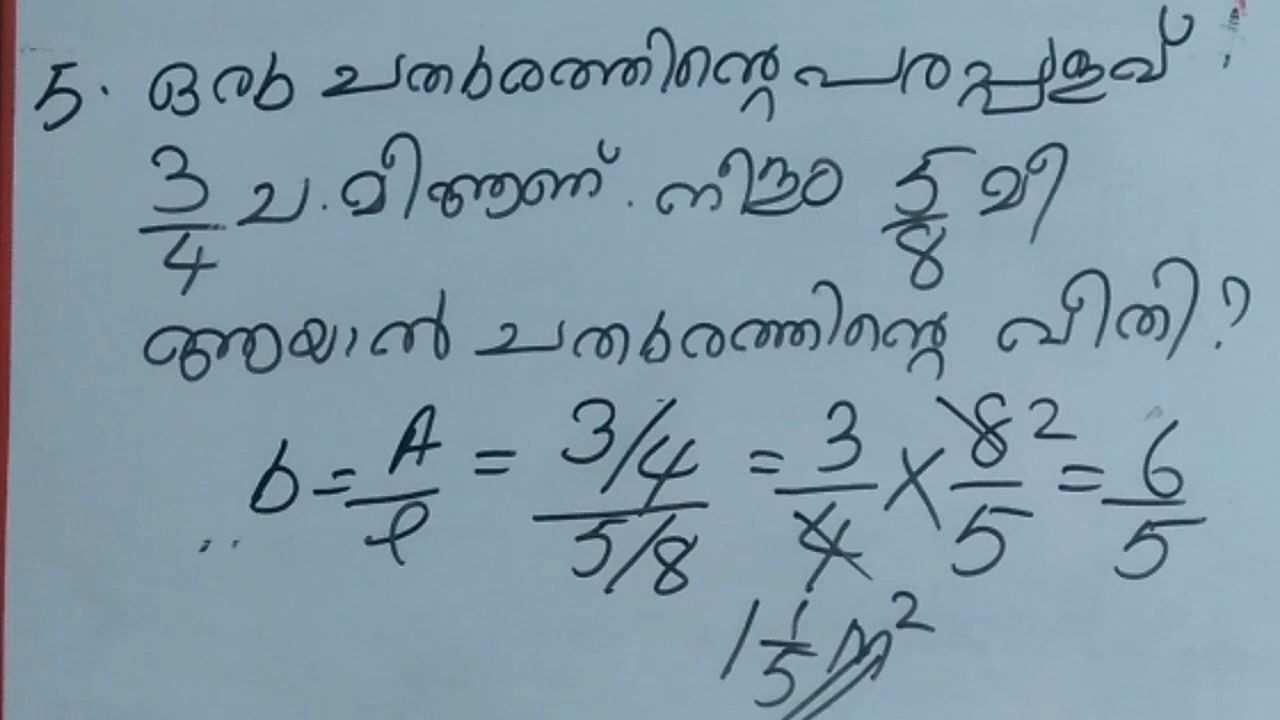 5. ഒരു ചതുരത്തിന്റെ പരപ്പളവ്
3/4 ച.മീ ആണ്. നീളം 5/8 മീ
ആയാൽ ചതുരത്തിന്റെ വീതി?
b = A/l = (3/4)/(5/8) = 3/4 × 8/5 2 = 6/5
1 1/5 m²